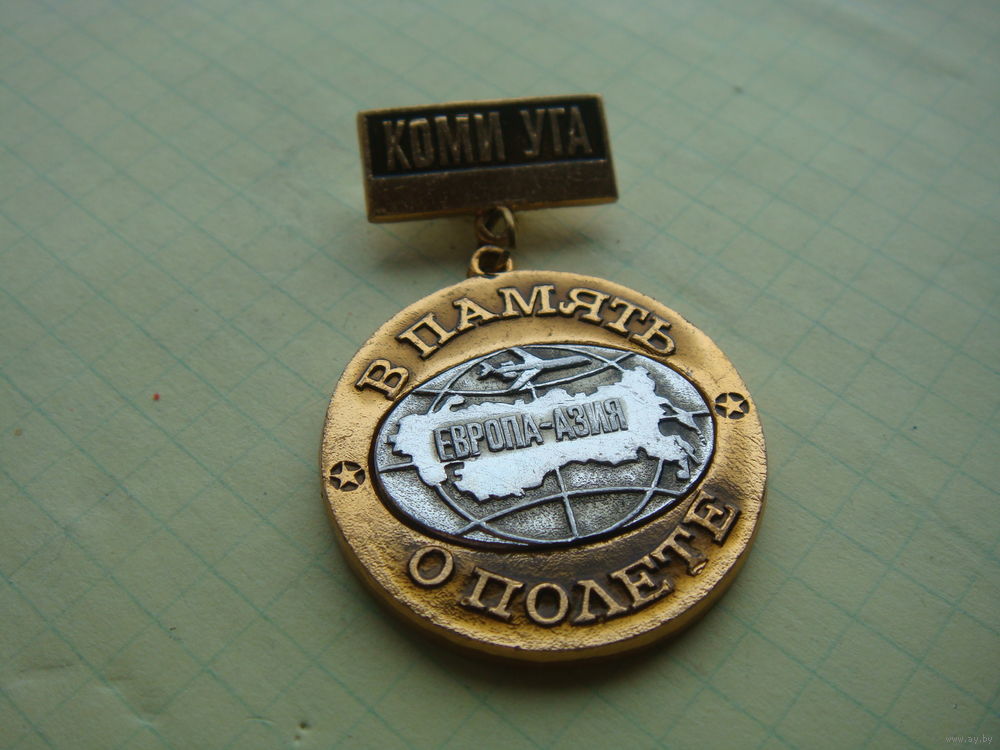 КОМИ УГА
В ПАМЯТЬ
ЕВРОПА-АЗИЯ
О ПОЛЕТЕ
www.ay.by